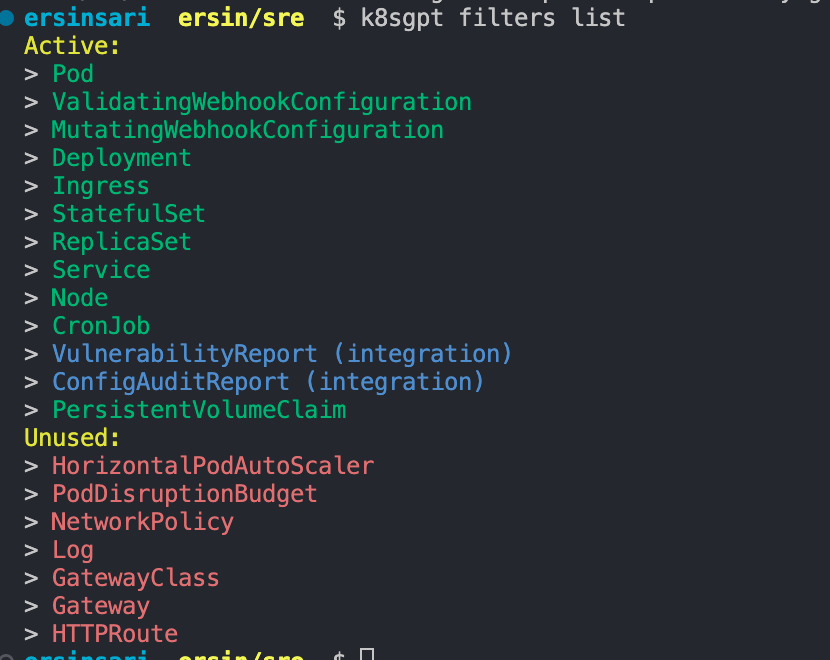 ersinsari ersin/sre $ k8sgpt filters list
Active:
> Pod
> ValidatingWebhookConfiguration
> MutatingWebhookConfiguration
> Deployment
> Ingress
> StatefulSet
> ReplicaSet
> Service
> Node
> CronJob
> VulnerabilityReport (integration)
> ConfigAuditReport (integration)
> PersistentVolumeClaim
Unused:
> HorizontalPodAutoScaler
> PodDisruptionBudget
> NetworkPolicy
> Log
> GatewayClass
> Gateway
> HTTPRoute
ersinsari ersin/sre $